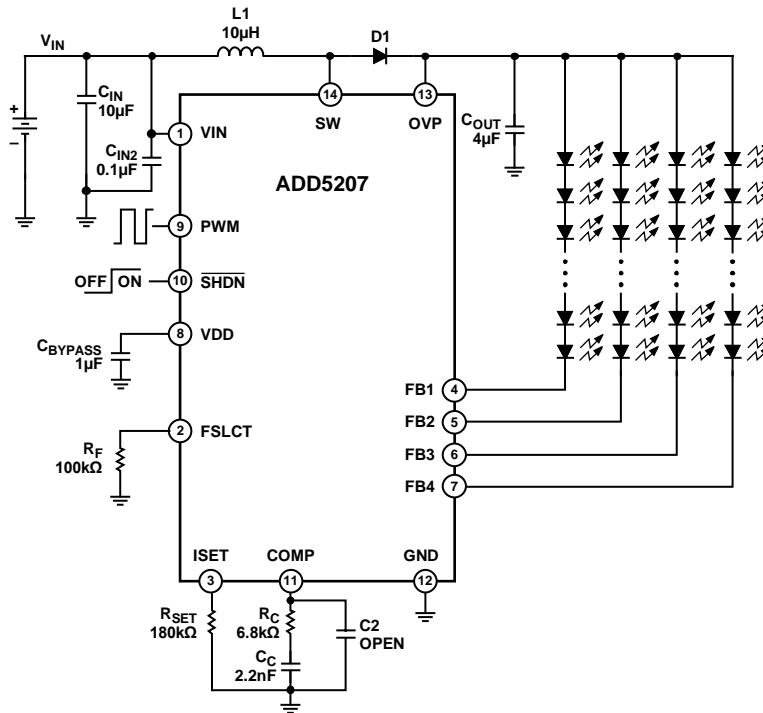 L1
10µH
D1
VIN
CIN
10µF
+
–
14
SW
13
OVP
COUT
4µF
1
VIN
CIN2
0.1µF
ADD5207
9
PWM
OFF
ON
10
SHDN
8
VDD
CBYPASS
1µF
FB1
4
2
FSLCT
FB2
5
RF
100kΩ
FB3
6
FB4
7
ISET
3
COMP
11
GND
12
RSET
180kΩ
RC
6.8kΩ
C2
OPEN
CC
2.2nF